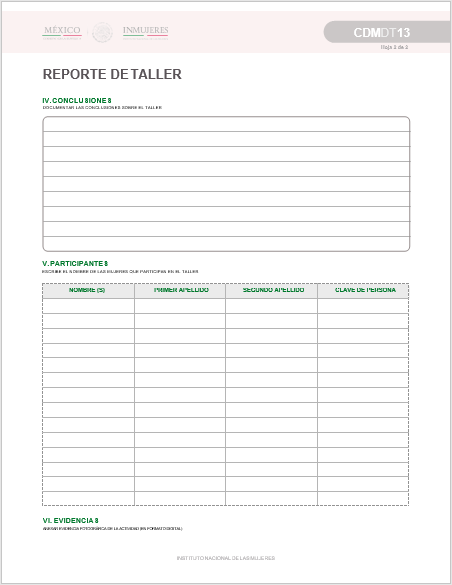 MÉXICO
INMUJERES
CDMDT13
Hoja 2 de 2
REPORTE DE TALLER
IV. CONCLUSIONES
DOCUMENTAR LAS CONCLUSIONES SOBRE EL TALLER
V. PARTICIPANTES
ESCRIBE EL NOMBRE DE LAS MUJERES QUE PARTICIPAN EN EL TALLER
NOMBRE (S) PRIMER APELLIDO SEGUNDO APELLIDO CLAVE DE PERSONA
VI. EVIDENCIAS
ANEXAR EVIDENCIA FOTOGRÁFICA DE LA ACTIVIDAD (EN FORMATO DIGITAL)
INSTITUTO NACIONAL DE LAS MUJERES